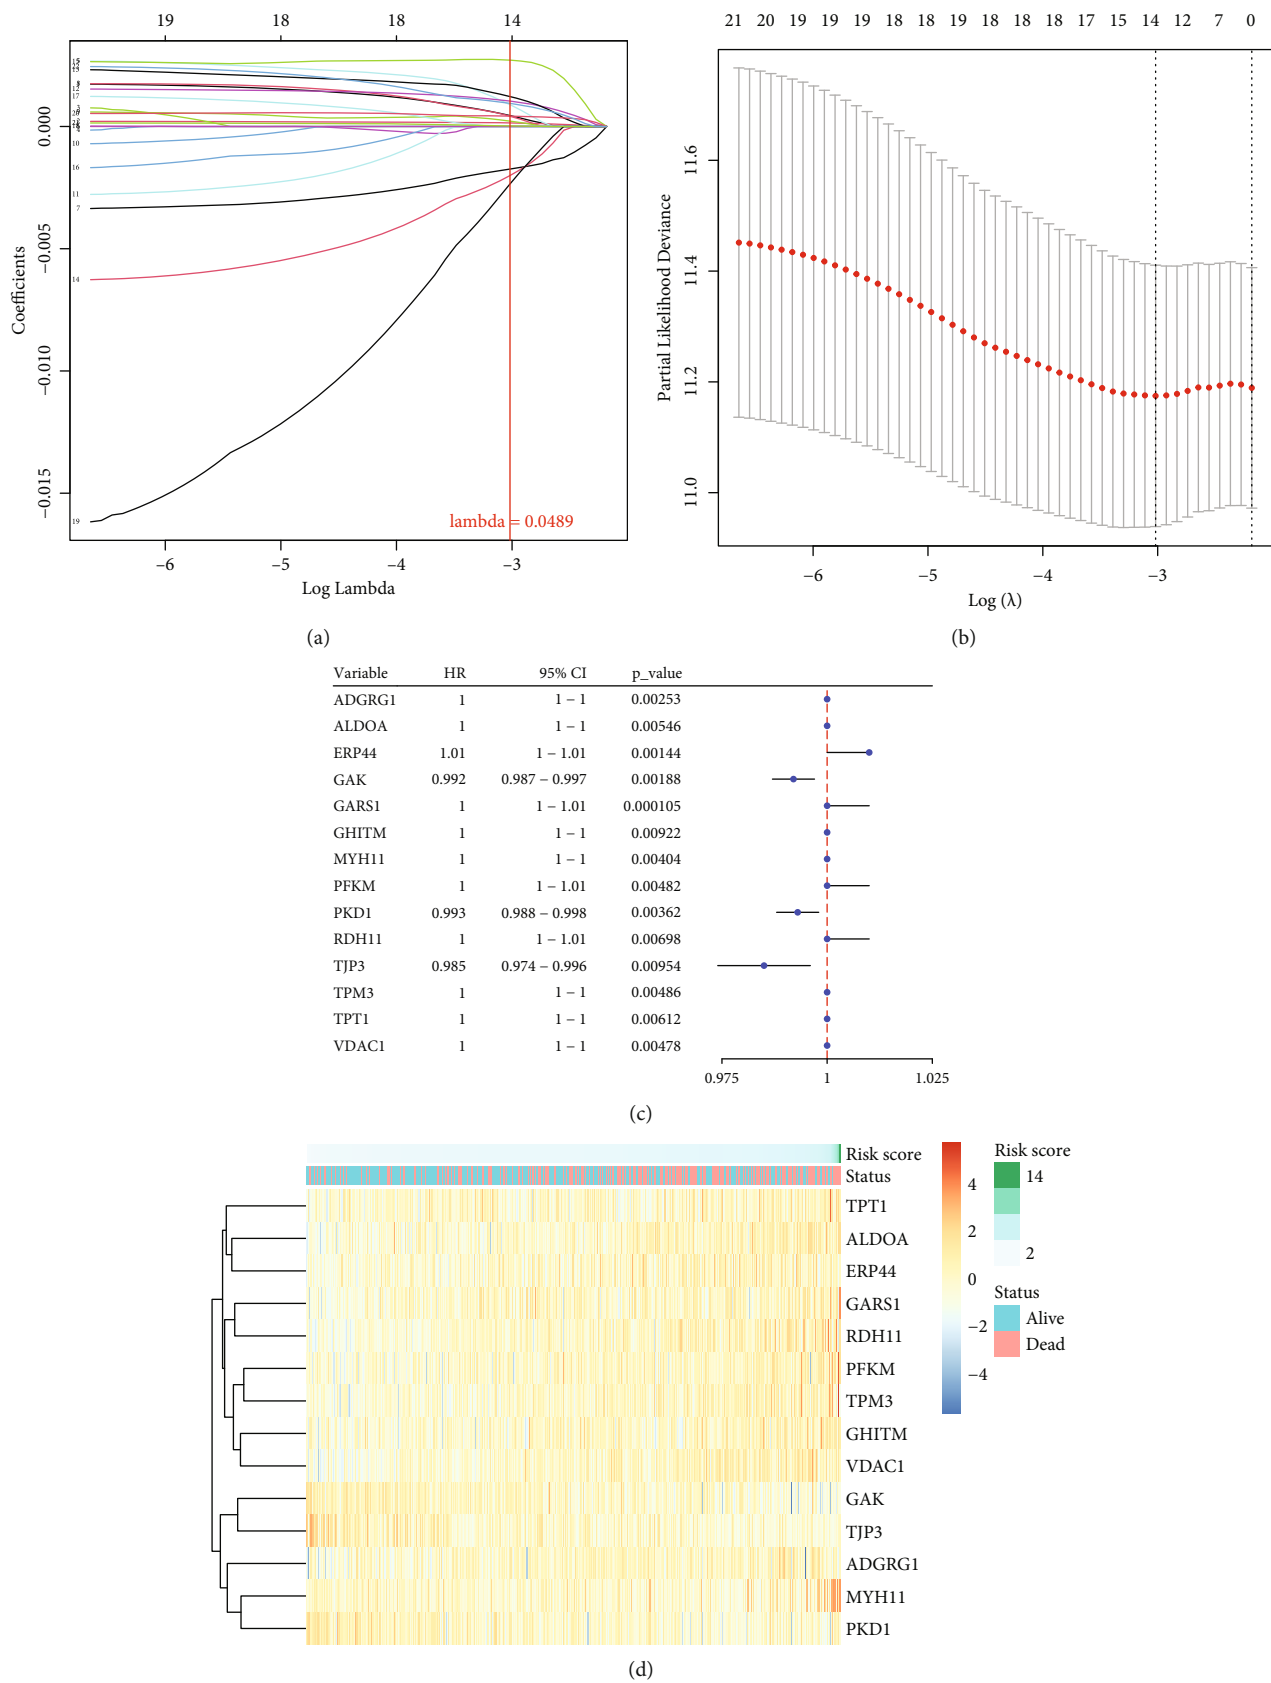 19 18 18 14
0.000
−0.005
−0.010
−0.015
Coefficients
12
17
20
10
16
11
7
14
19
lambda = 0.0489
−6 −5 −4 −3
Log Lambda
(a)
21 20 19 19 19 18 18 19 18 18 18 17 15 14 12 7 0
11.6
11.4
11.2
11.0
Partial Likelihood Deviance
−6 −5 −4 −3
Log (λ)
(b)
Variable HR 95% CI p_value
ADGRG1 1 1 − 1 0.00253
ALDOA 1 1 − 1 0.00546
ERP44 1.01 1 − 1.01 0.00144
GAK 0.992 0.987 − 0.997 0.00188
GARS1 1 1 − 1.01 0.000105
GHITM 1 1 − 1 0.00922
MYH11 1 1 − 1 0.00404
PFKM 1 1 − 1.01 0.00482
PKD1 0.993 0.988 − 0.998 0.00362
RDH11 1 1 − 1.01 0.00698
TJP3 0.985 0.974 − 0.996 0.00954
TPM3 1 1 − 1 0.00486
TPT1 1 1 − 1 0.00612
VDAC1 1 1 − 1 0.00478
0.975 1 1.025
(c)
Risk score
Status
TPT1
ALDOA
ERP44
GARS1
RDH11
PFKM
TPM3
GHITM
VDAC1
GAK
TJP3
ADGRG1
MYH11
PKD1
4
2
0
−2
−4
Risk score
14
2
Status
Alive
Dead
(d)